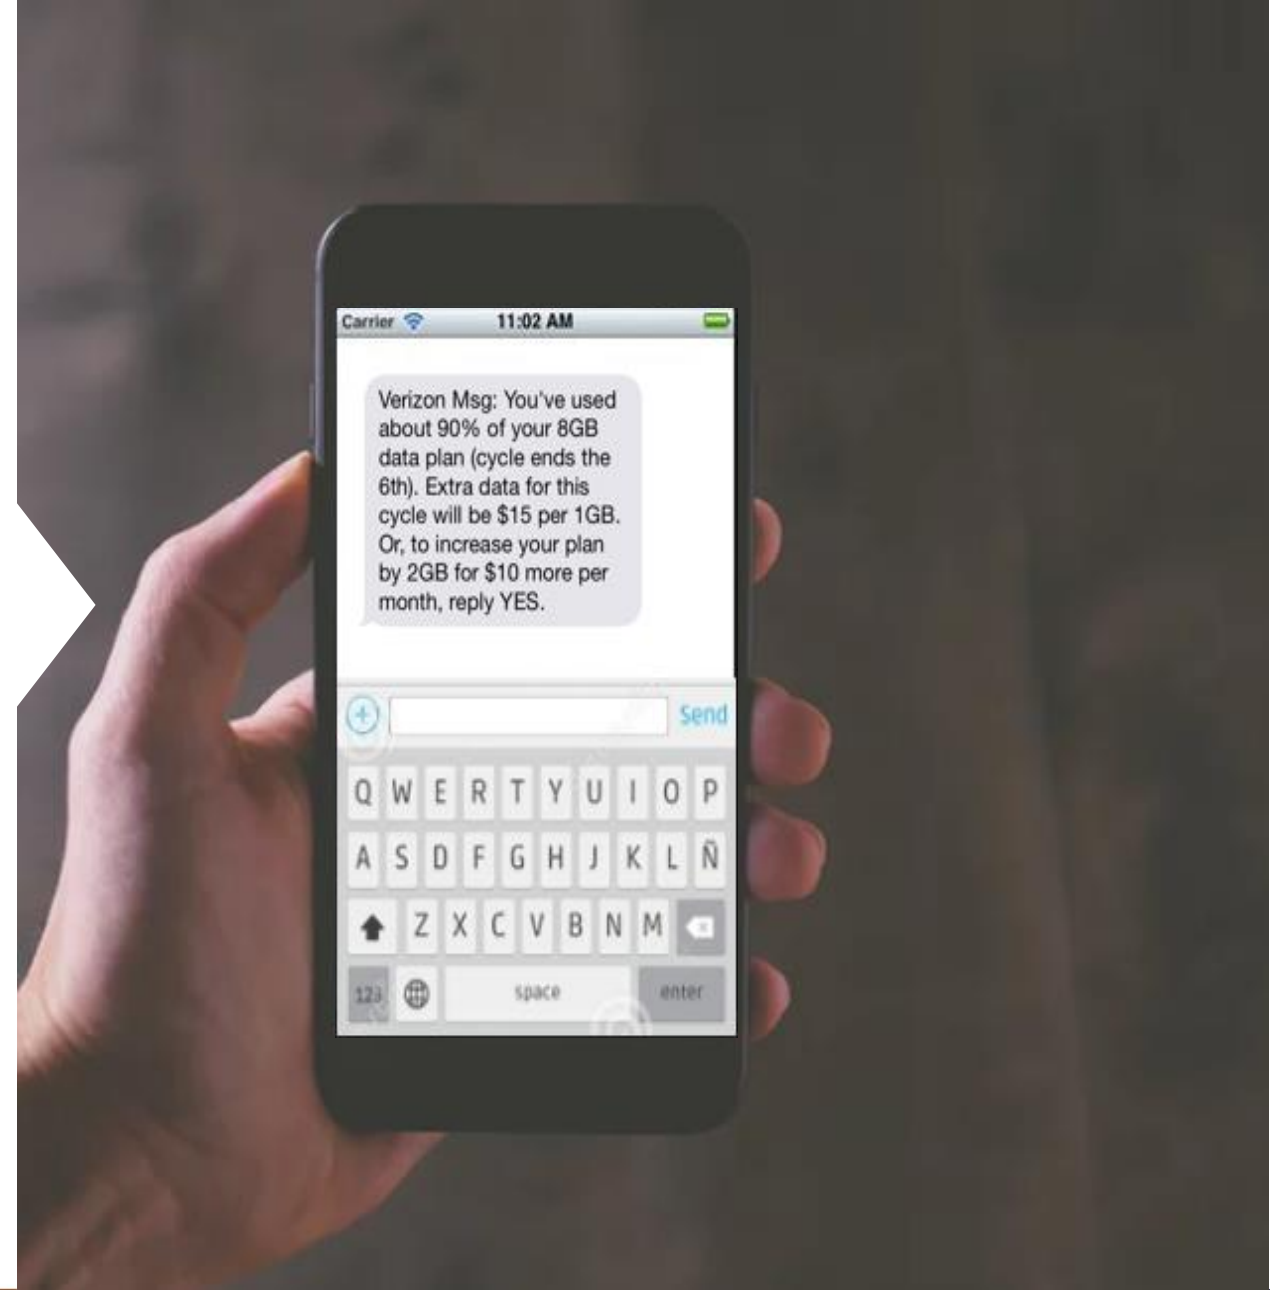 Carrier 11:02 AM
Verizon Msg: You've used
about 90% of your 8GB
data plan (cycle ends the
6th). Extra data for this
cycle will be $15 per 1GB.
Or, to increase your plan
by 2GB for $10 more per
month, reply YES.
Send
Q W E R T Y U I O P
A S D F G H J K L Ñ
Z X C V B N M
123 space enter